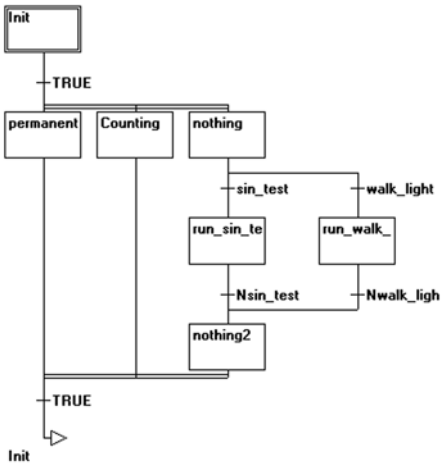 Init
TRUE
permanent
Counting
nothing
sin_test
walk_light
run_sin_te
run_walk_
Nsin_test
Nwalk_ligh
nothing2
TRUE
Init